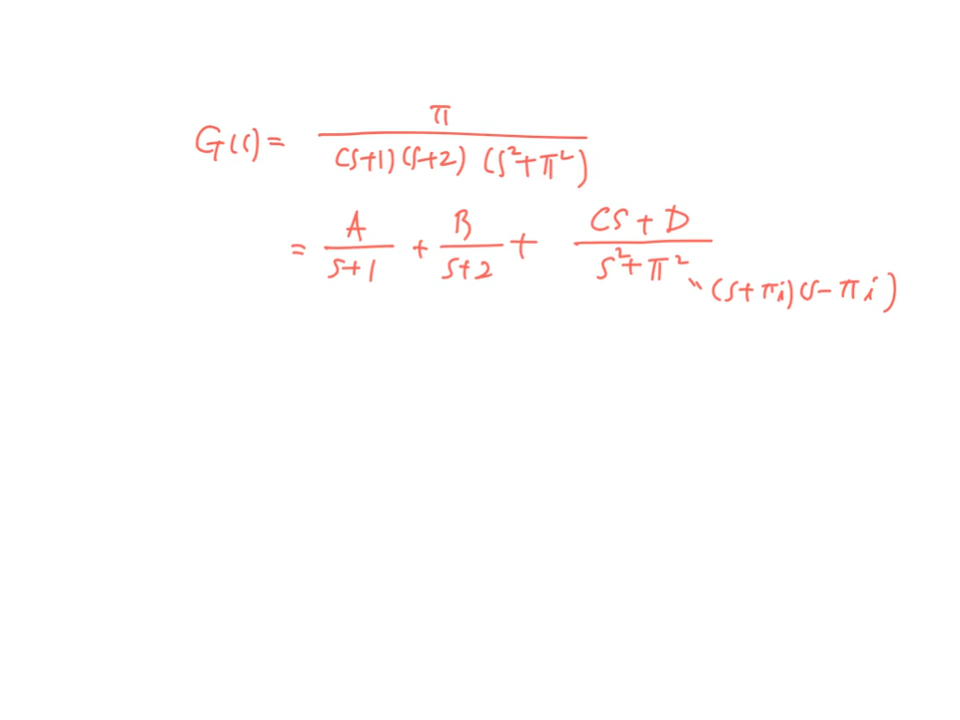 G(s) = π / (s+1)(s+2)(s²+π²)
= A/s+1 + B/s+2 + CS+D/s²+π²
" (s+πi)(s-πi)